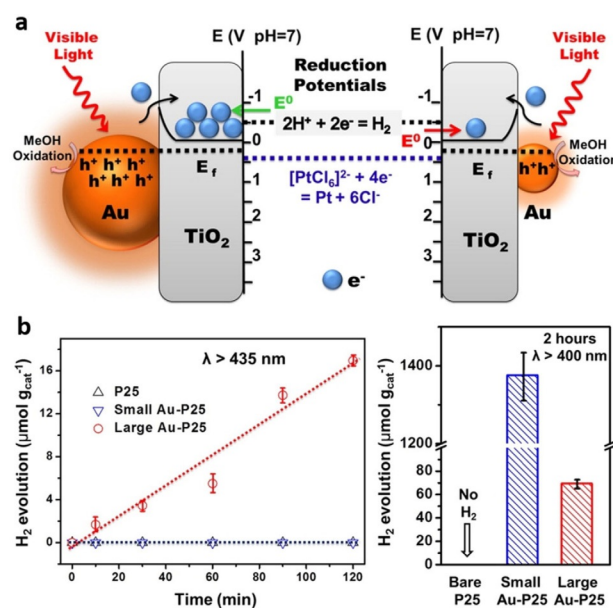 a
Visible
Light
e⁻
MeOH
Oxidation
h⁺ h⁺ h⁺
h⁺ h⁺ h⁺
Au
E (V pH=7)
-1
0
1
2
3
E⁰
E f
TiO₂
Reduction
Potentials
2H⁺ + 2e⁻ = H₂
[PtCl₆]²⁻ + 4e⁻
= Pt + 6Cl⁻
e⁻
E (V pH=7)
-1
0
1
2
3
E⁰
E f
TiO₂
Visible
Light
e⁻
MeOH
Oxidation
h⁺h⁺
Au
b
H₂ evolution (μmol gcat⁻¹)
16
12
8
4
0
λ > 435 nm
P25
Small Au-P25
Large Au-P25
0 20 40 60 80 100 120
Time (min)
H₂ evolution (μmol gcat⁻¹)
1400
1200
80
60
40
20
0
2 hours
λ > 400 nm
No
H₂
Bare Small Large
P25 Au-P25 Au-P25